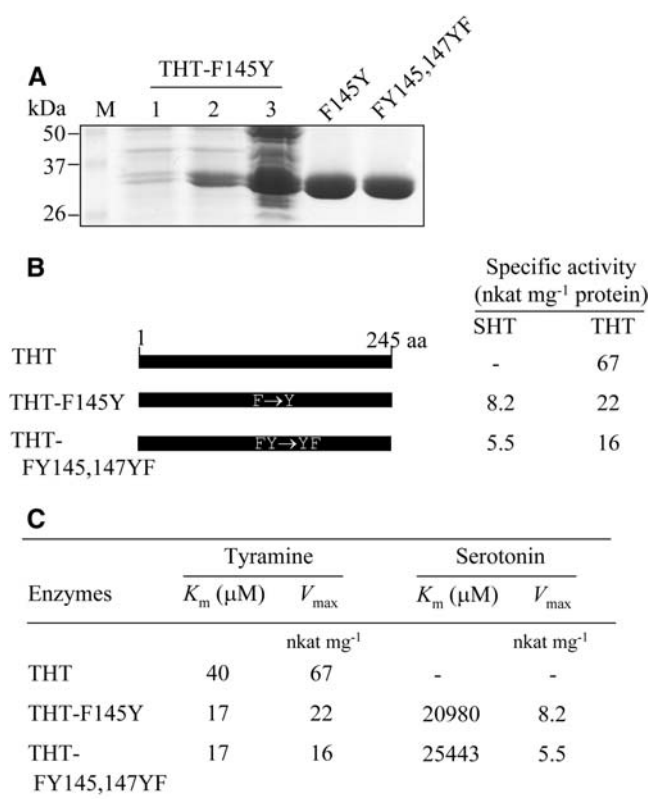 A
THT-F145Y
F145Y
FY145,147YF
kDa M 1 2 3
50
37
26
B
Specific activity
(nkat mg⁻¹ protein)
SHT THT
1 245 aa
THT - 67
THT-F145Y F→Y 8.2 22
THT- FY→YF 5.5 16
FY145,147YF
C
Tyramine Serotonin
Enzymes Km (µM) Vmax Km (µM) Vmax
nkat mg⁻¹ nkat mg⁻¹
THT 40 67 - -
THT-F145Y 17 22 20980 8.2
THT- 17 16 25443 5.5
FY145,147YF